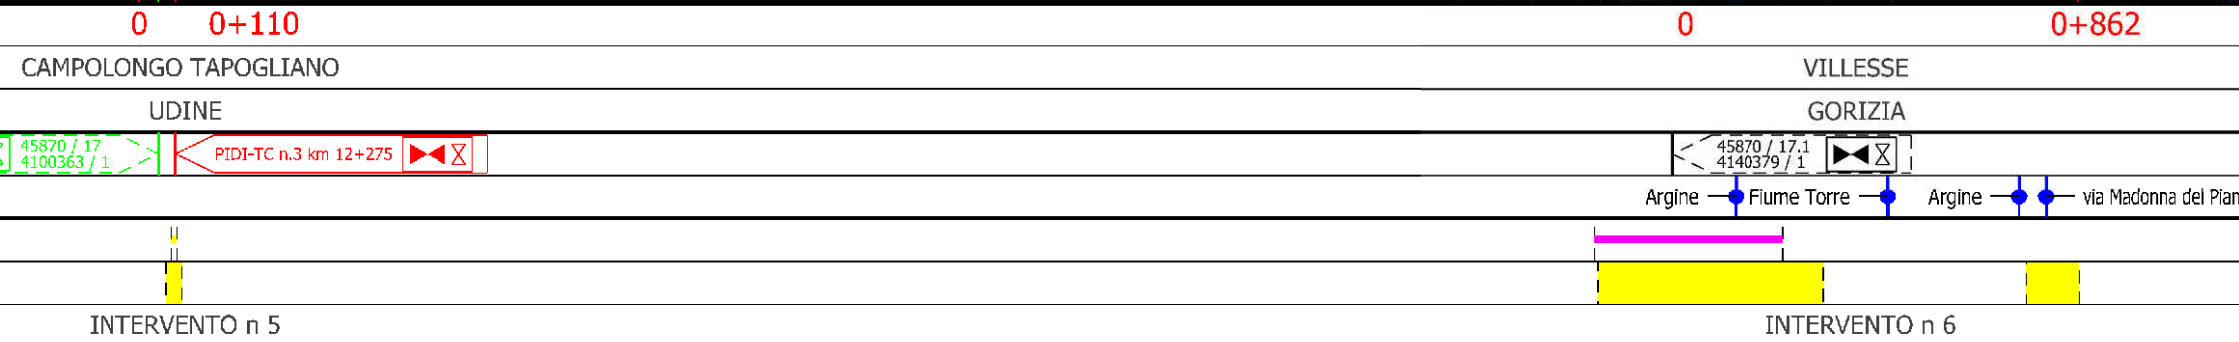 0 0+110 0 0+862
CAMPOLONGO TAPOGLIANO VILLESSE
UDINE GORIZIA
45870 / 17
4100363 / 1
PIDI-TC n.3 km 12+275
45870 / 17.1
4140379 / 1
Argine Fiume Torre Argine via Madonna del Pian
INTERVENTO n 5 INTERVENTO n 6